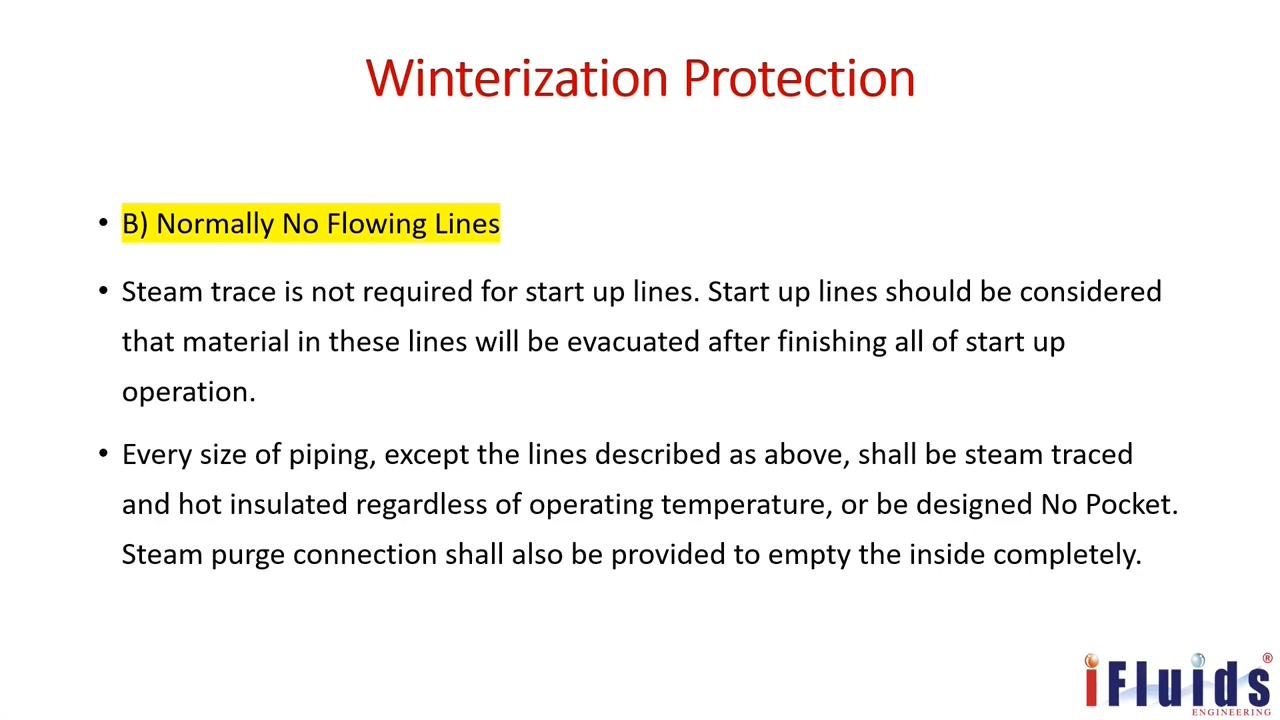 Winterization Protection
• B) Normally No Flowing Lines
• Steam trace is not required for start up lines. Start up lines should be considered
that material in these lines will be evacuated after finishing all of start up
operation.
• Every size of piping, except the lines described as above, shall be steam traced
and hot insulated regardless of operating temperature, or be designed No Pocket.
Steam purge connection shall also be provided to empty the inside completely.
iFluids®
ENGINEERING